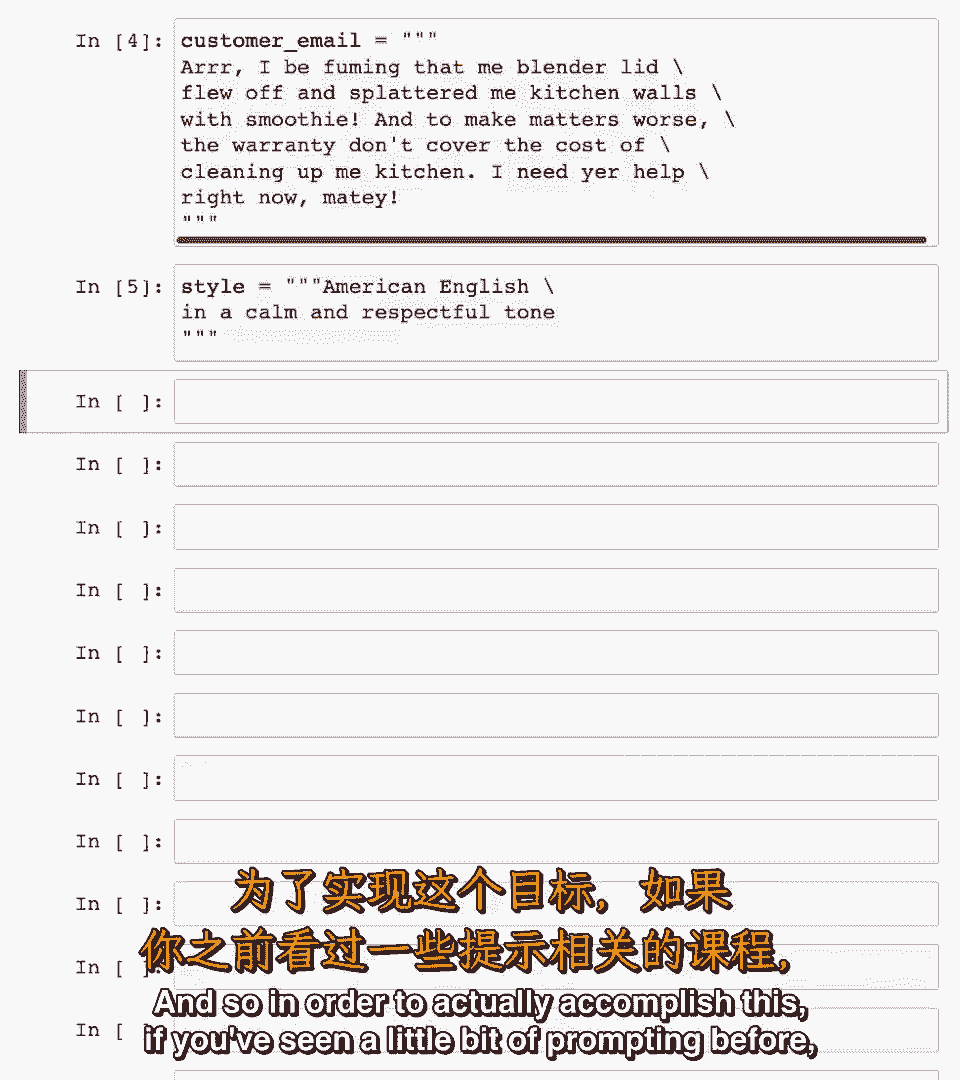 In [4]: customer_email = """
Arrr, I be fuming that me blender lid \
flew off and splattered me kitchen walls \
with smoothie! And to make matters worse, \
the warranty don't cover the cost of \
cleaning up me kitchen. I need yer help \
right now, matey!
"""
In [5]: style = """American English \
in a calm and respectful tone
"""
In [ ]:
In [ ]:
In [ ]:
In [ ]:
In [ ]:
In [ ]:
In [ ]:
In [ ]:
In [ ]:
为了实现这个目标，如果
In [ ]:
你之前看过一些提示相关的课程，
In [
And so in order to actually accomplish this,
if you've seen a little bit of prompting before,